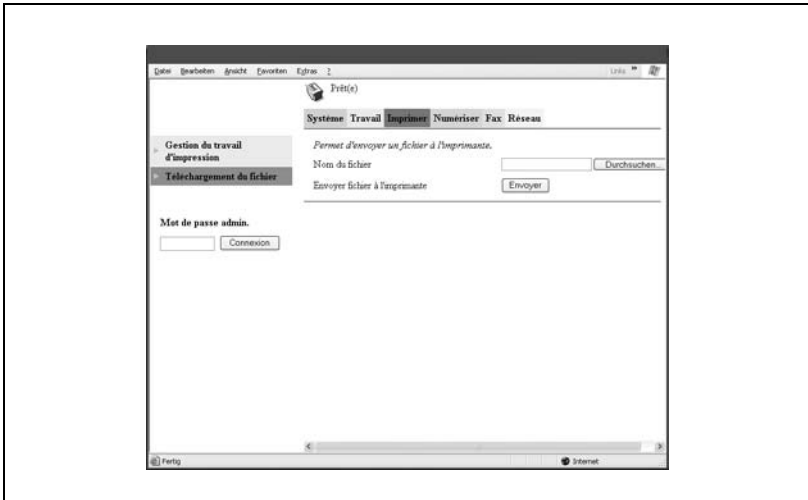 Datei Bearbeiten Ansicht Favoriten Extras ? Links »
Prêt(e)
Système Travail Imprimer Numériser Fax Réseau
Gestion du travail
d'impression
Téléchargement du fichier
Permet d'envoyer un fichier à l'imprimante.
Nom du fichier Durchsuchen...
Envoyer fichier à l'imprimante Envoyer
Mot de passe admin.
Connexion
Fertig Internet